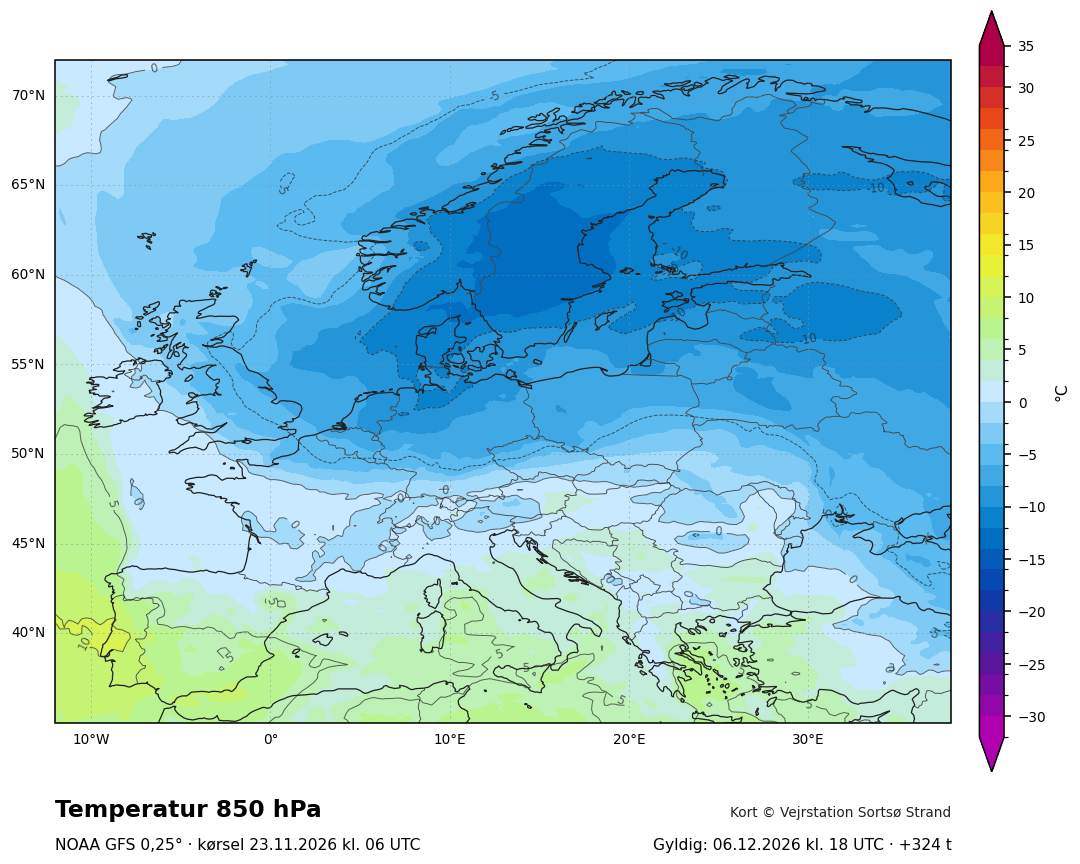 70°N
65°N
60°N
55°N
50°N
45°N
40°N
10°W 0° 10°E 20°E 30°E
35
30
25
20
15
10
5
0
−5
−10
−15
−20
−25
−30
°C
Temperatur 850 hPa
Kort © Vejrstation Sortsø Strand
NOAA GFS 0,25° · kørsel 23.11.2026 kl. 06 UTC
Gyldig: 06.12.2026 kl. 18 UTC · +324 t